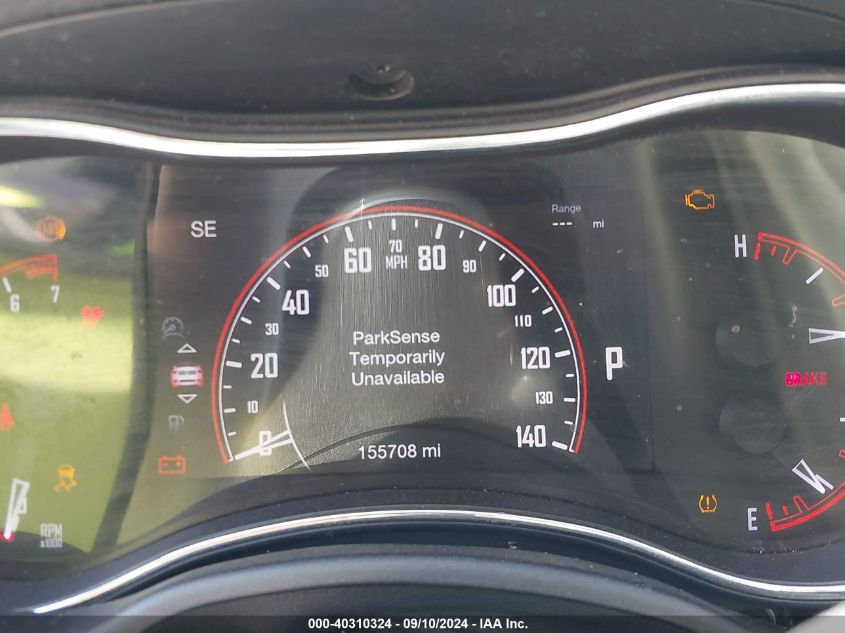 ABS
SE
Range
--- mi
6
7
0
10
20
30
40
50
60
70
MPH
80
90
100
110
120
130
140
ParkSense
Temporarily
Unavailable
155708 mi
P
H
BRAKE
E
RPM
x1000
000-40310324 - 09/10/2024 - IAA Inc.